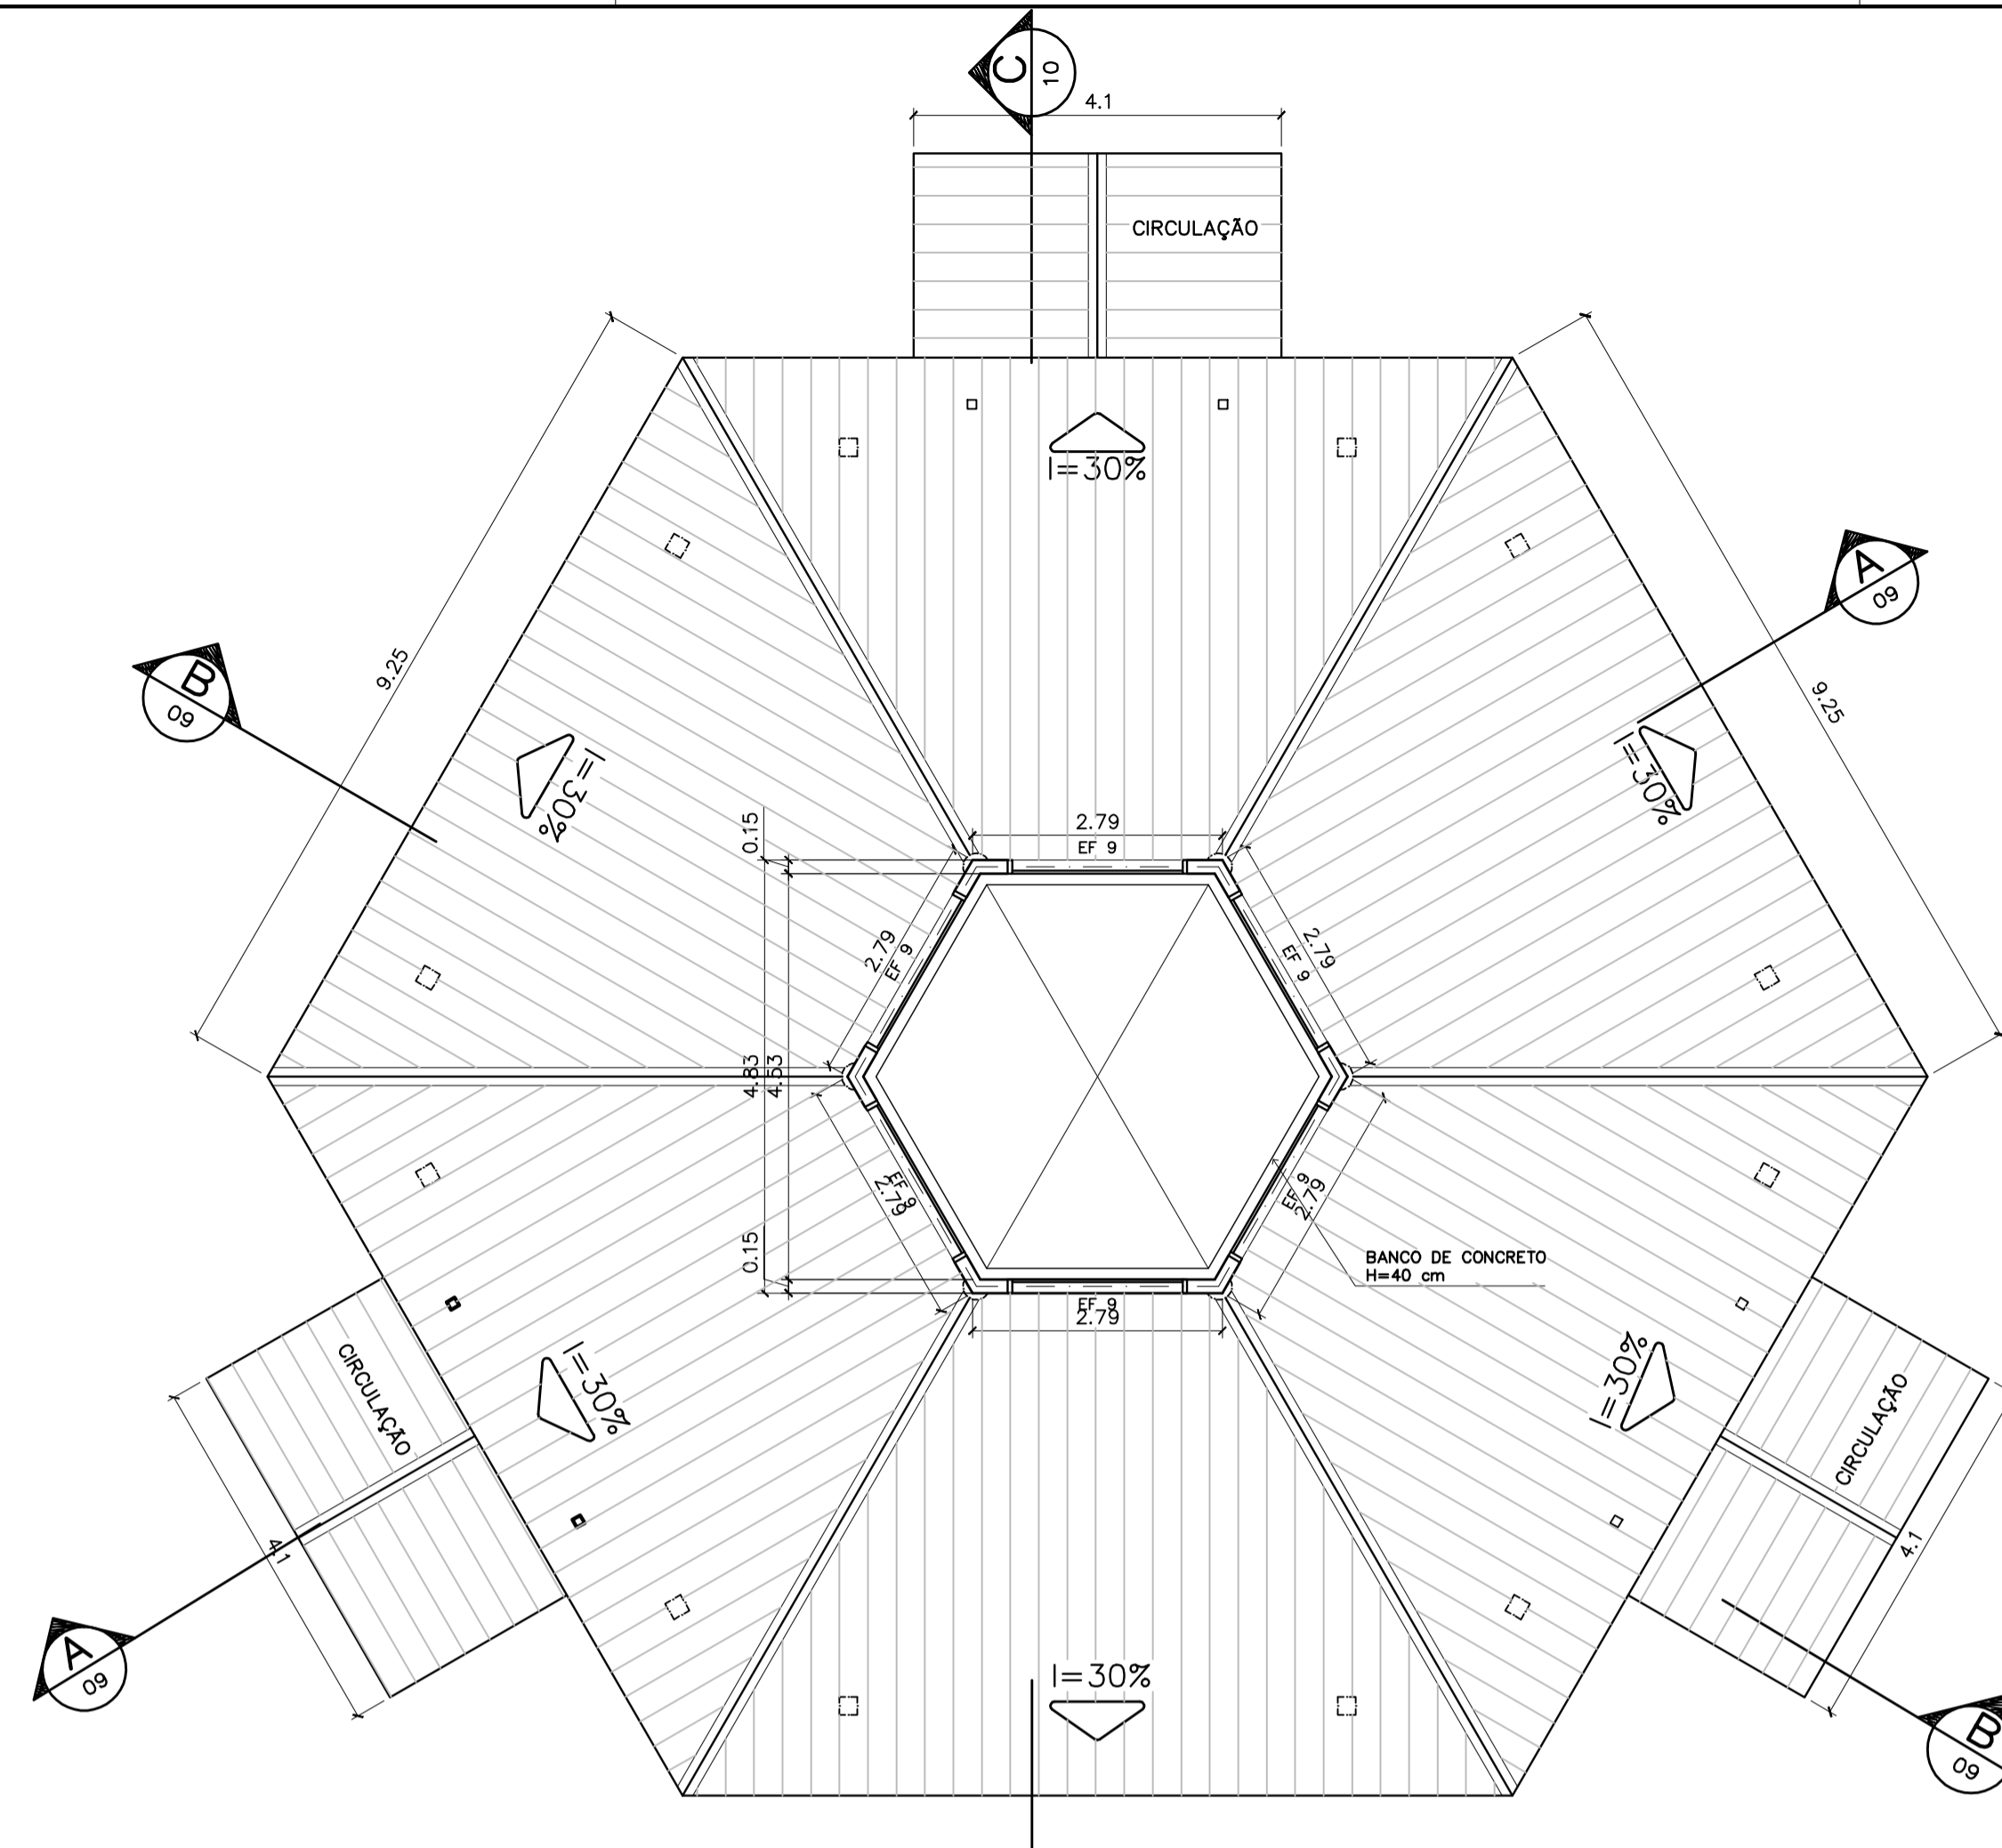 C
10
4.1
CIRCULAÇÃO
I=30%
A
09
B
09
9.25
9.25
I=30%
I=30%
0.15
2.79
EF 9
2.79
EF 9
2.79
EF 9
4.83
4.53
EF 9
2.79
EF 9
2.79
0.15
BANCO DE CONCRETO
H=40 cm
EF 9
2.79
CIRCULAÇÃO
I=30%
I=30%
CIRCULAÇÃO
4.1
4.1
A
09
I=30%
B
09